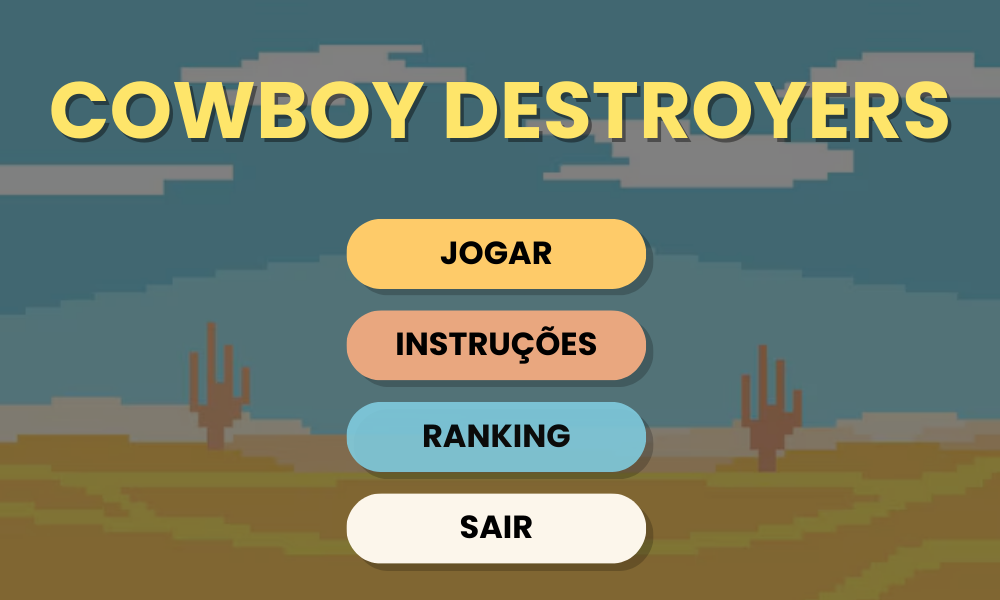 COWBOY DESTROYERS
JOGAR
INSTRUÇÕES
RANKING
SAIR